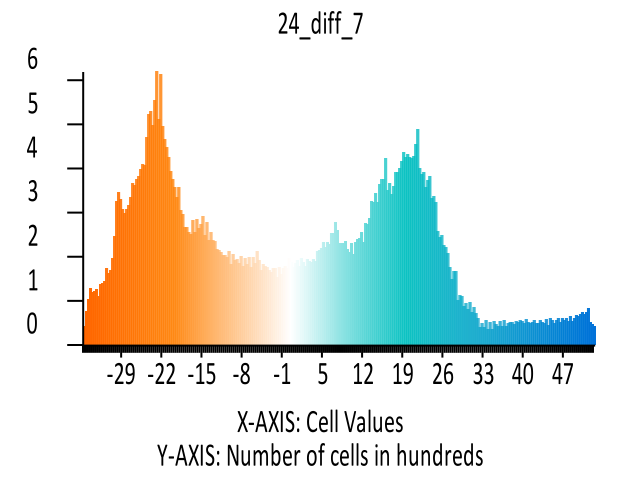 24_diff_7
6
5
4
3
2
1
0
-29 -22 -15 -8 -1 5 12 19 26 33 40 47
X-AXIS: Cell Values
Y-AXIS: Number of cells in hundreds